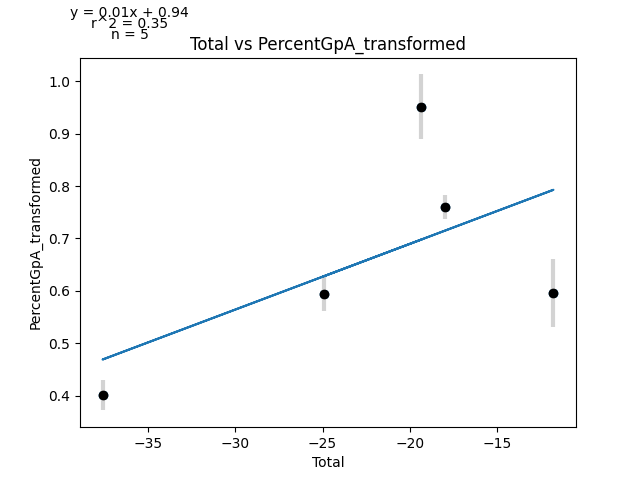 y = 0.01x + 0.94
r^2 = 0.35
n = 5
Total vs PercentGpA_transformed
1.0
0.9
0.8
0.7
0.6
0.5
0.4
PercentGpA_transformed
−35
−30
−25
−20
−15
Total